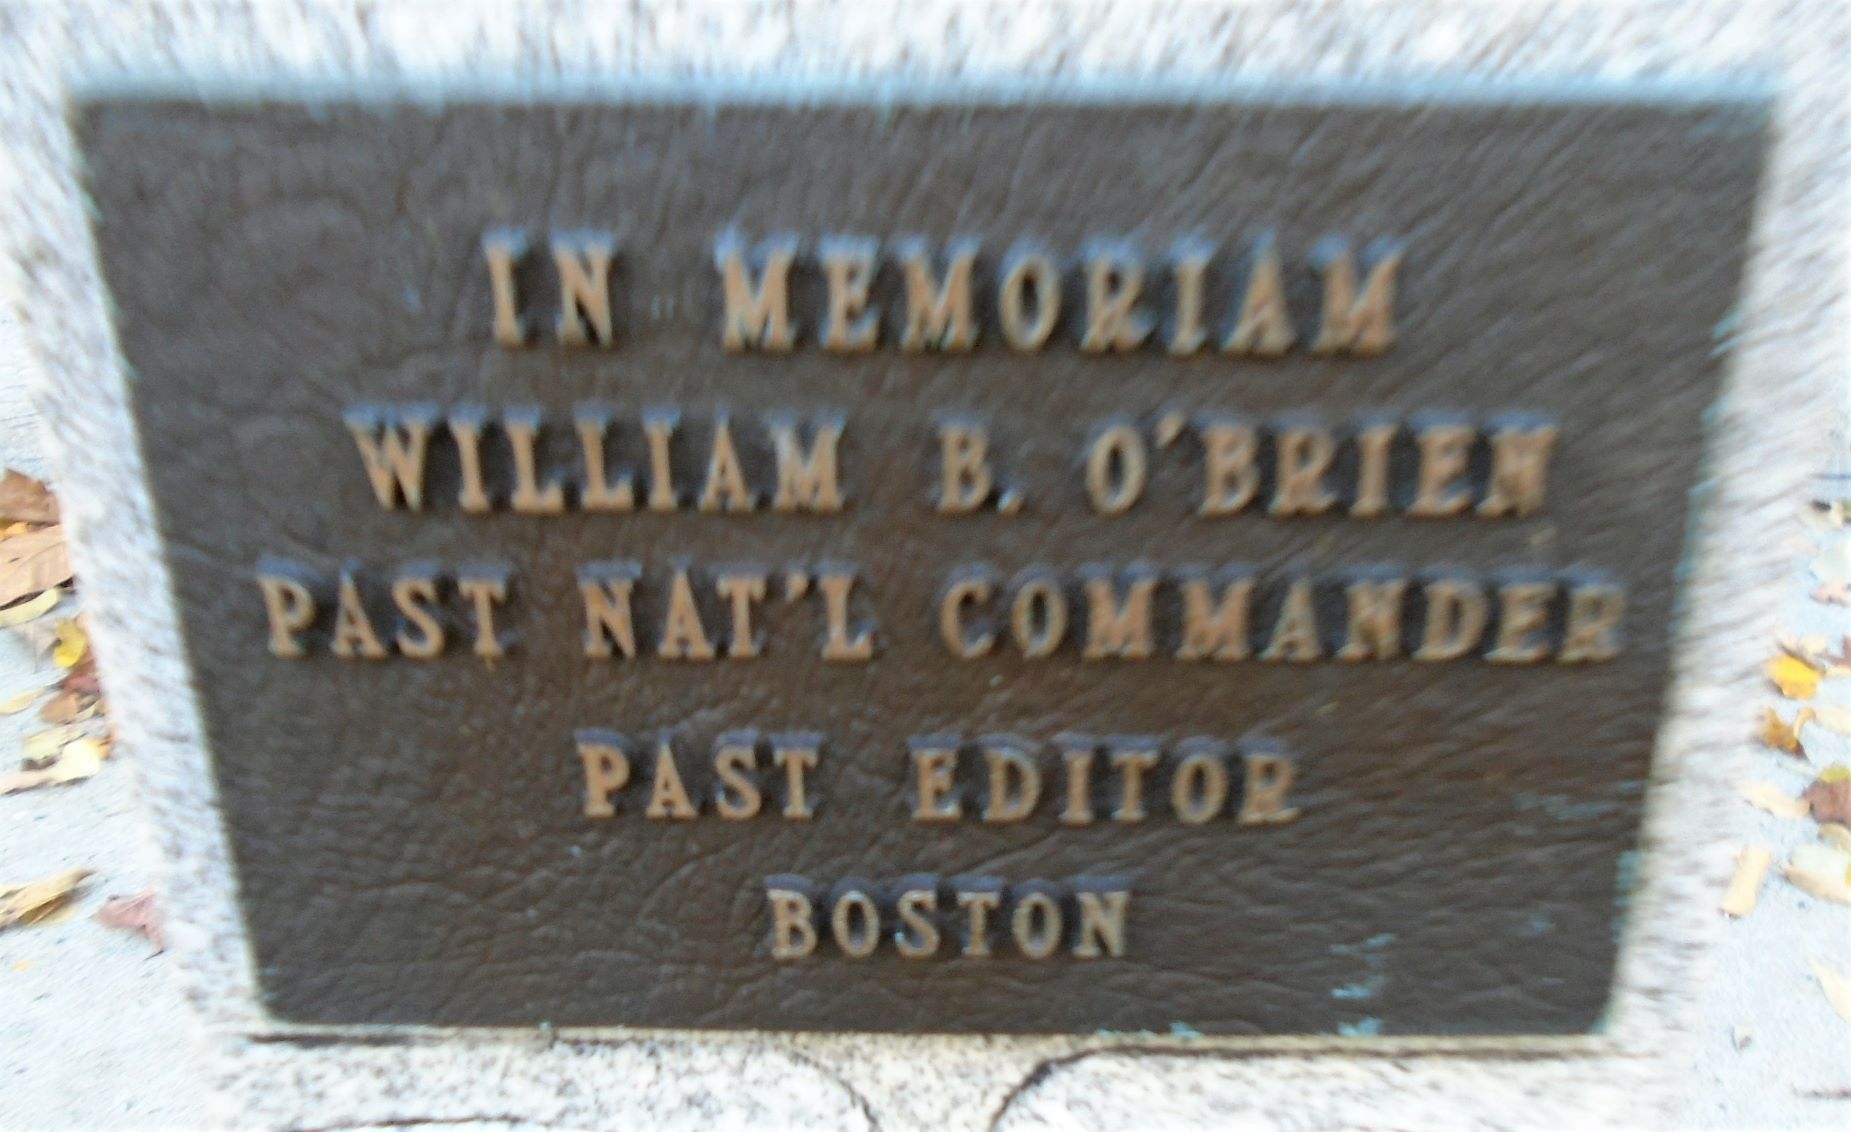 IN MEMORIAM
WILLIAM B. O'BRIEN
PAST NAT'L COMMANDER
PAST EDITOR
BOSTON